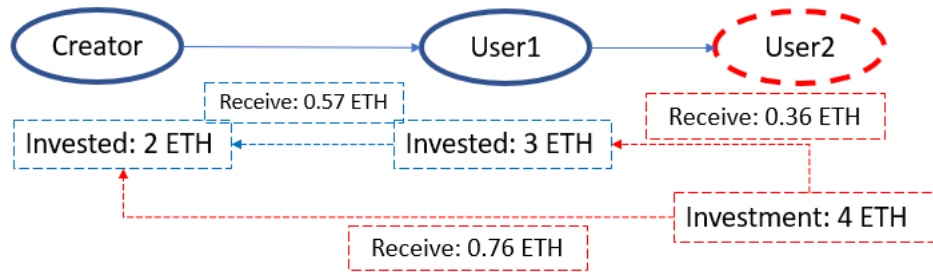 Creator
User1
User2
Receive: 0.57 ETH
Receive: 0.36 ETH
Invested: 2 ETH
Invested: 3 ETH
Investment: 4 ETH
Receive: 0.76 ETH